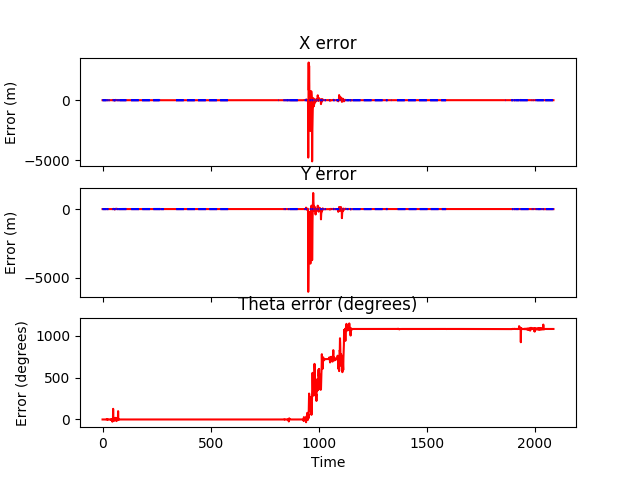 X error
Error (m)
0
−5000
Y error
Error (m)
0
−5000
Theta error (degrees)
Error (degrees)
1000
500
0
0
500
1000
1500
2000
Time